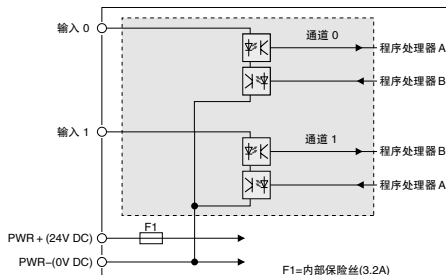 输入 0
通道 0
程序处理器 A
程序处理器 B
输入 1
通道 1
程序处理器 B
程序处理器 A
F1
PWR+(24V DC)
PWR−(0V DC)
F1=内部保险丝(3.2A)